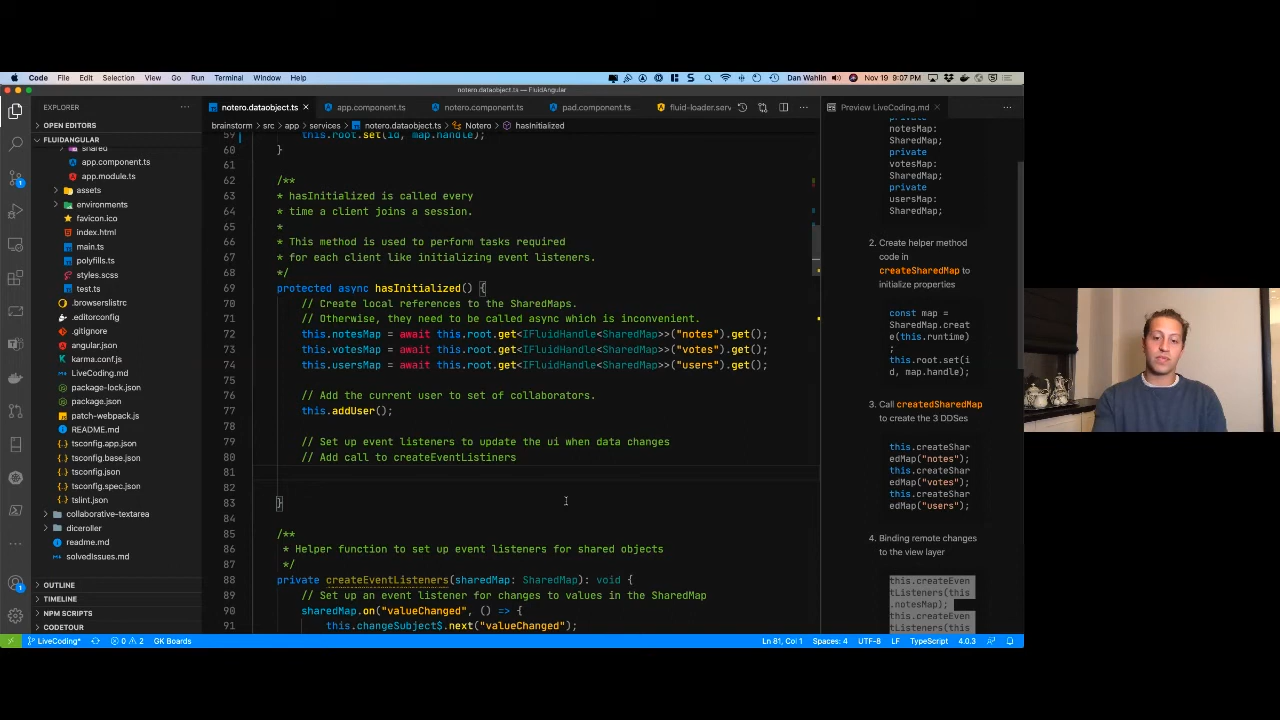 Code File Edit Selection View Go Run Terminal Window Help
Dan Wahlin Nov 19 9:07 PM
notero.dataobject.ts — FluidAngular
EXPLORER
OPEN EDITORS
FLUIDANGULAR
shared
app.component.ts
app.module.ts
assets
environments
favicon.ico
index.html
main.ts
polyfills.ts
styles.scss
test.ts
.browserslistrc
.editorconfig
.gitignore
angular.json
karma.conf.js
LiveCoding.md
package-lock.json
package.json
patch-webpack.js
README.md
tsconfig.app.json
tsconfig.base.json
tsconfig.json
tsconfig.spec.json
tslint.json
collaborative-textarea
diceroller
readme.md
solvedissues.md
OUTLINE
TIMELINE
NPM SCRIPTS
CODETOUR
notero.dataobject.ts app.component.ts notero.component.ts pad.component.ts fluid-loader.serv
brainstorm > src > app > services > notero.dataobject.ts > Notero > hasInitialized
59 this.root.set(id, map.handle);
60 }
61
62 /**
63 * hasInitialized is called every
64 * time a client joins a session.
65 *
66 * This method is used to perform tasks required
67 * for each client like initializing event listeners.
68 */
69 protected async hasInitialized() {
70 // Create local references to the SharedMaps.
71 // Otherwise, they need to be called async which is inconvenient.
72 this.notesMap = await this.root.get<IFluidHandle<SharedMap>>("notes").get();
73 this.votesMap = await this.root.get<IFluidHandle<SharedMap>>("votes").get();
74 this.usersMap = await this.root.get<IFluidHandle<SharedMap>>("users").get();
75
76 // Add the current user to set of collaborators.
77 this.addUser();
78
79 // Set up event listeners to update the ui when data changes
80 // Add call to createEventListiners
81
82
83 }
84
85 /**
86 * Helper function to set up event listeners for shared objects
87 */
88 private createEventListeners(sharedMap: SharedMap): void {
89 // Set up an event listener for changes to values in the SharedMap
90 sharedMap.on("valueChanged", () => {
91 this.changeSubject$.next("valueChanged");
Preview LiveCoding.md
private
notesMap:
SharedMap;
private
votesMap:
SharedMap;
private
usersMap:
SharedMap;
2. Create helper method
code in
createSharedMap to
initialize properties
const map =
SharedMap.creat
e(this.runtime)
;
this.root.set(i
d, map.handle);
3. Call createdSharedMap
to create the 3 DDSes
this.createShar
edMap("notes");
this.createShar
edMap("votes");
this.createShar
edMap("users");
4. Binding remote changes
to the view layer
this.createEven
tListeners(this
.notesMap);
this.createEven
tListeners(this
LiveCoding* 0 2 GK Boards Ln 81, Col 1 Spaces: 4 UTF-8 LF TypeScript 4.0.3